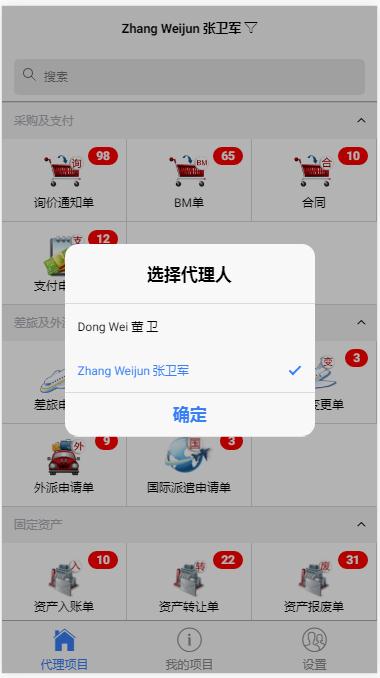 Zhang Weijun 张卫军
搜索
采购及支付
询 98
BM 65
合 10
询价通知单
BM单
合同
支 12
支付申
选择代理人
Dong Wei 董 卫
差旅及外
Zhang Weijun 张卫军
变 3
差旅申
变更单
确定
外 9
国 3
外派申请单
国际派遣申请单
固定资产
入 10
转 22
废 31
资产入账单
资产转让单
资产报废单
代理项目
我的项目
设置